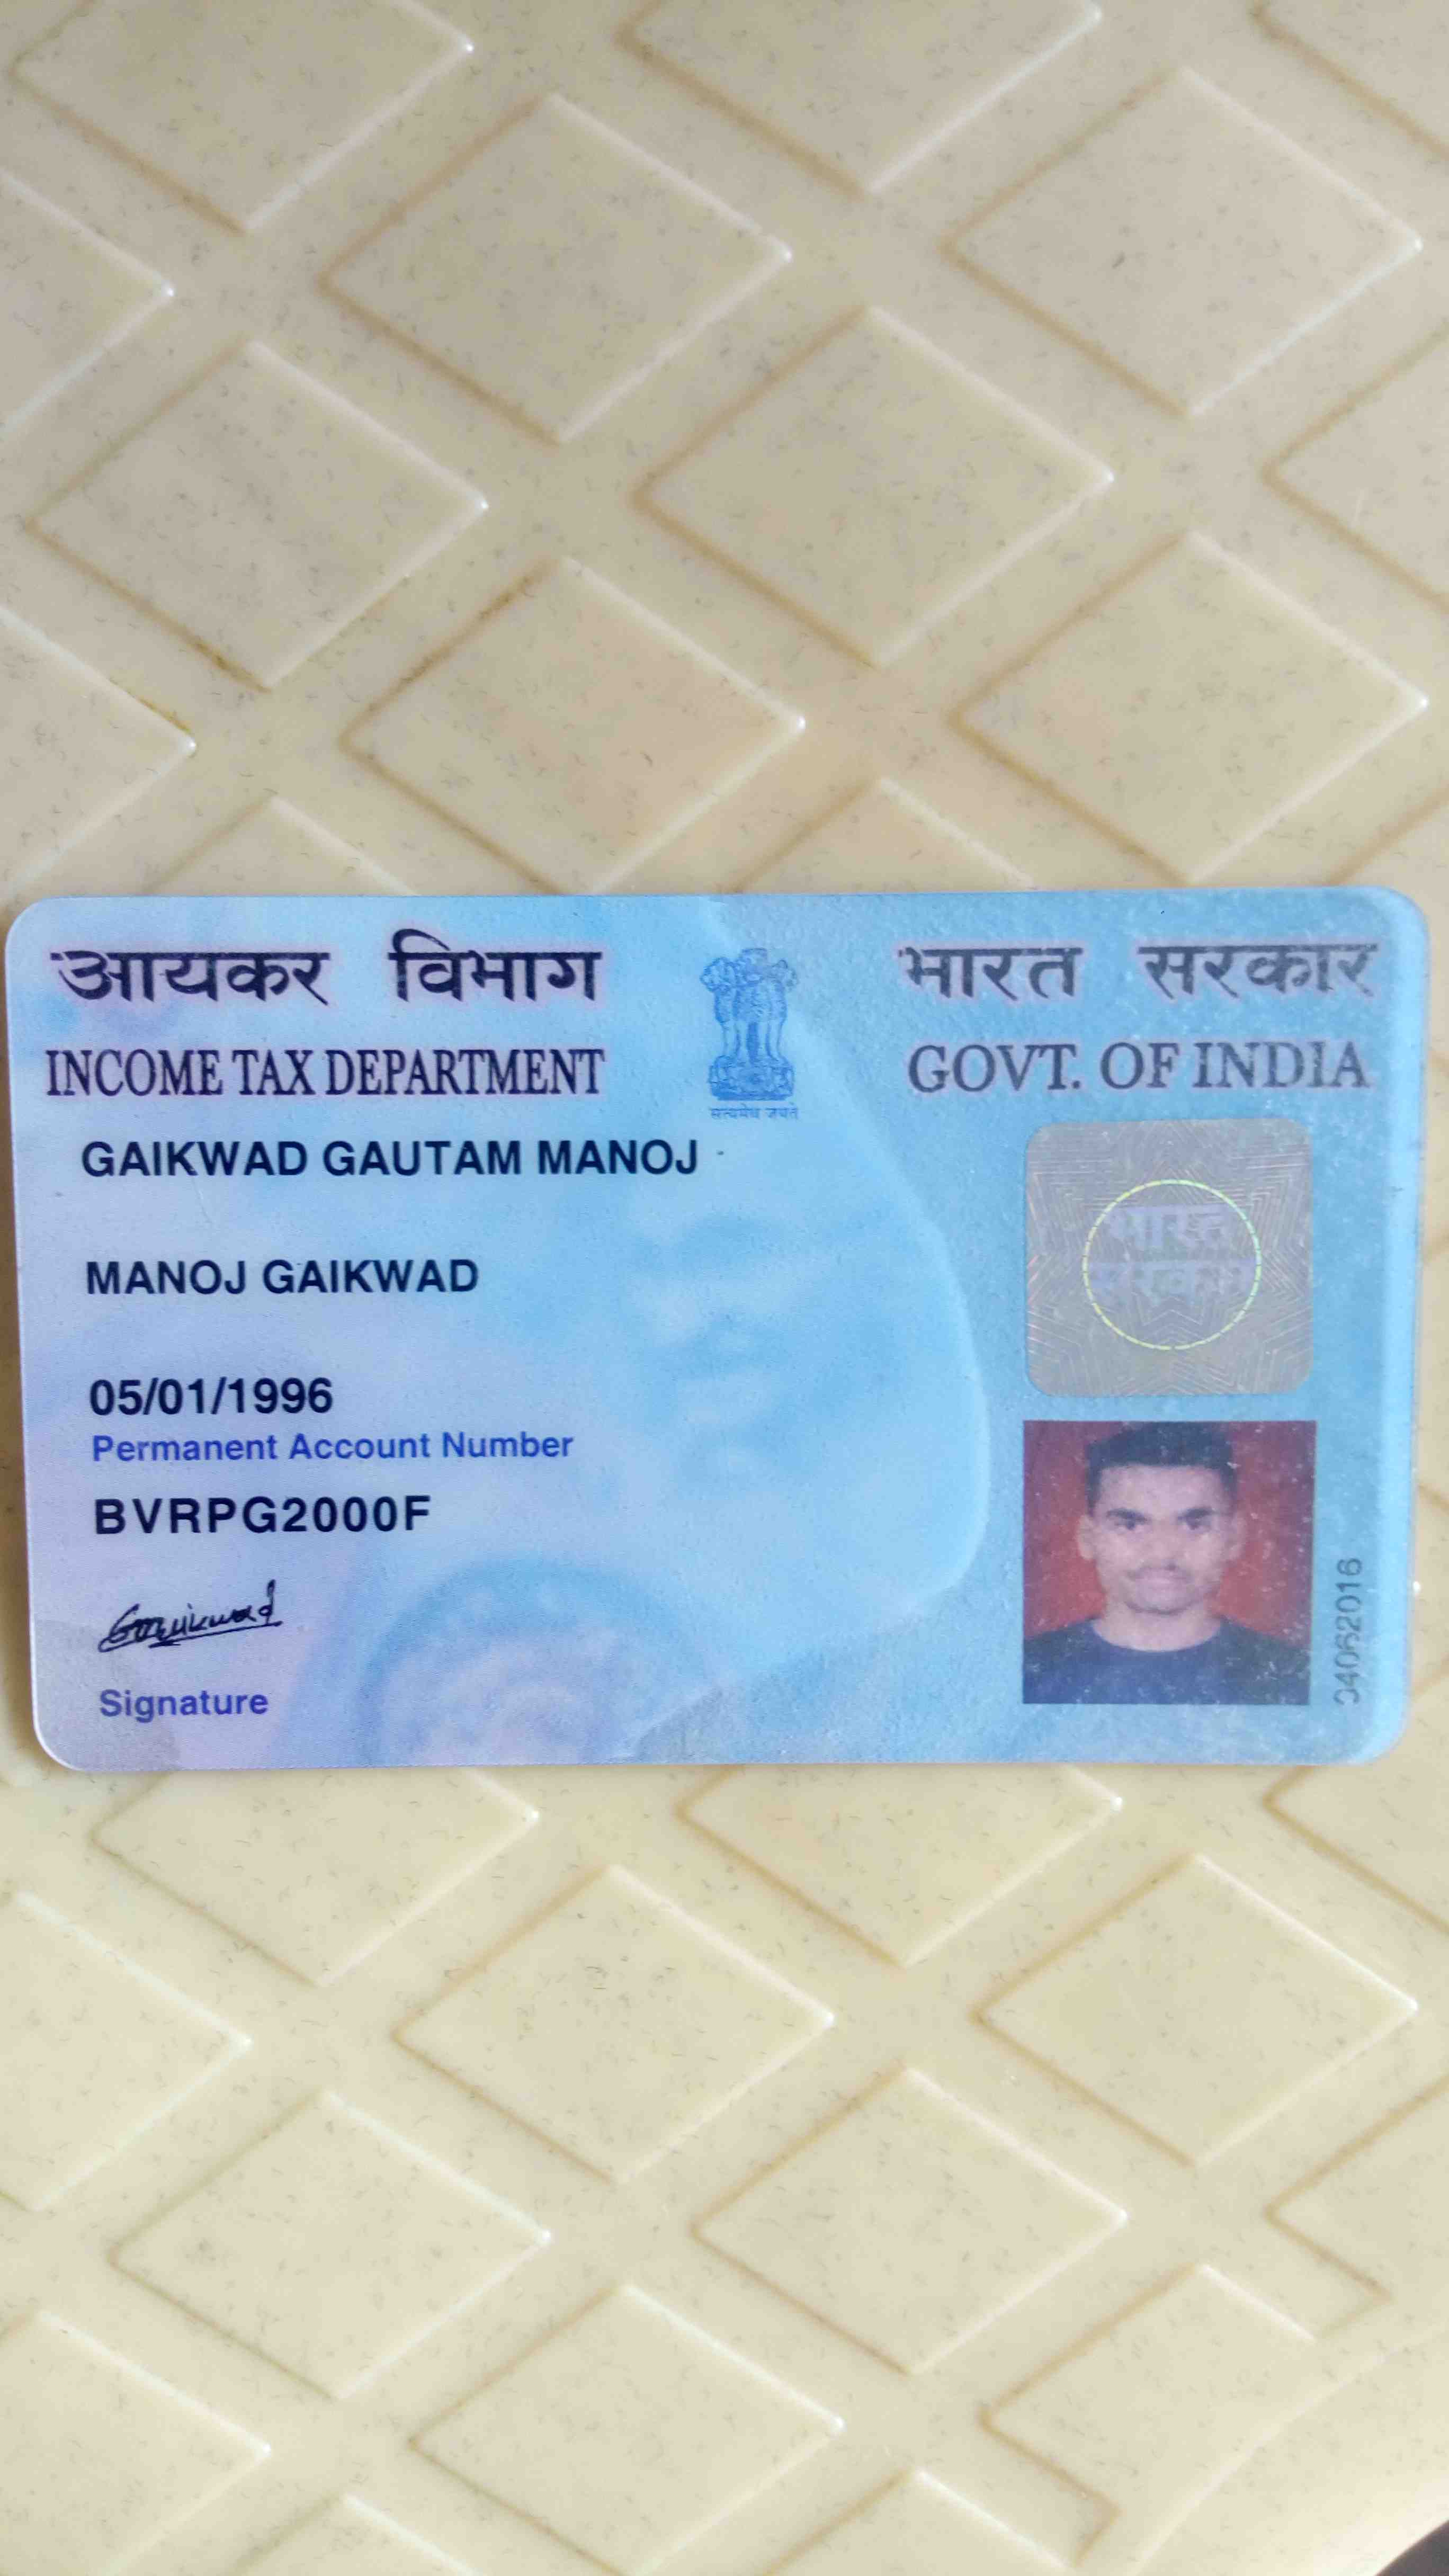 आयकर विभाग
भारत सरकार
INCOME TAX DEPARTMENT
GOVT. OF INDIA
सत्यमेव जयते
GAIKWAD GAUTAM MANOJ
भारत
सरकार
MANOJ GAIKWAD
05/01/1996
Permanent Account Number
BVRPG2000F
Gaikwad
Signature
04062016